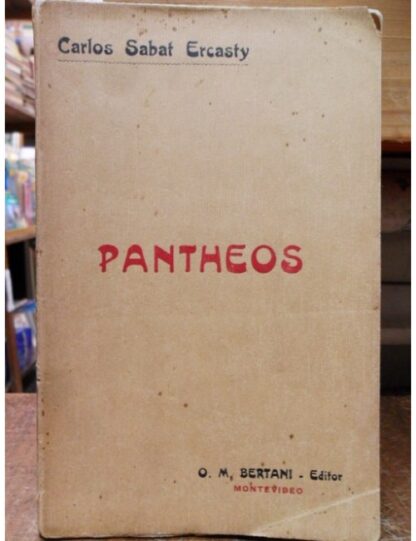 Carlos Sabat Ercasty
PANTHEOS
O. M. BERTANI - Editor
MONTEVIDEO